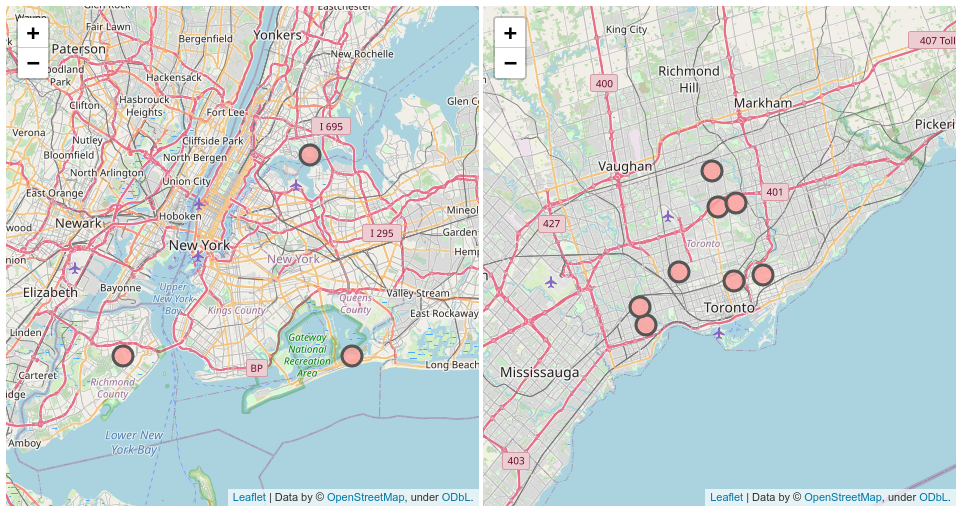 Eastchester
Glen Rock
Fair Lawn
Bergenfield
Yonkers
Paterson
New Rochelle
Woodland
Park
Hackensack
Clifton
Hasbrouck
Heights
Fort Lee
Glen C
I 695
Verona
Nutley
Cliffside Park
Bloomfield
North Bergen
North Arlington
Union City
East Orange
Hoboken
Mineol
wood
Newark
I 295
Garden
New York
Hemp
nion
New York
Elizabeth
Bayonne
Upper
New York
Bay
Kings County
Queens
County
Valley Stream
East Rockaway
Linden
Gateway
National
Recreation
Area
BP
Long Beach
Carteret
Richmond
County
idge
Amboy
Lower New
York Bay
+
−
Leaflet | Data by © OpenStreetMap, under ODbL.
+
−
King City
407 Toll
400
Richmond
Hill
Markham
Pickeri
Vaughan
401
427
Toronto
n
Toronto
Mississauga
403
Leaflet | Data by © OpenStreetMap, under ODbL.